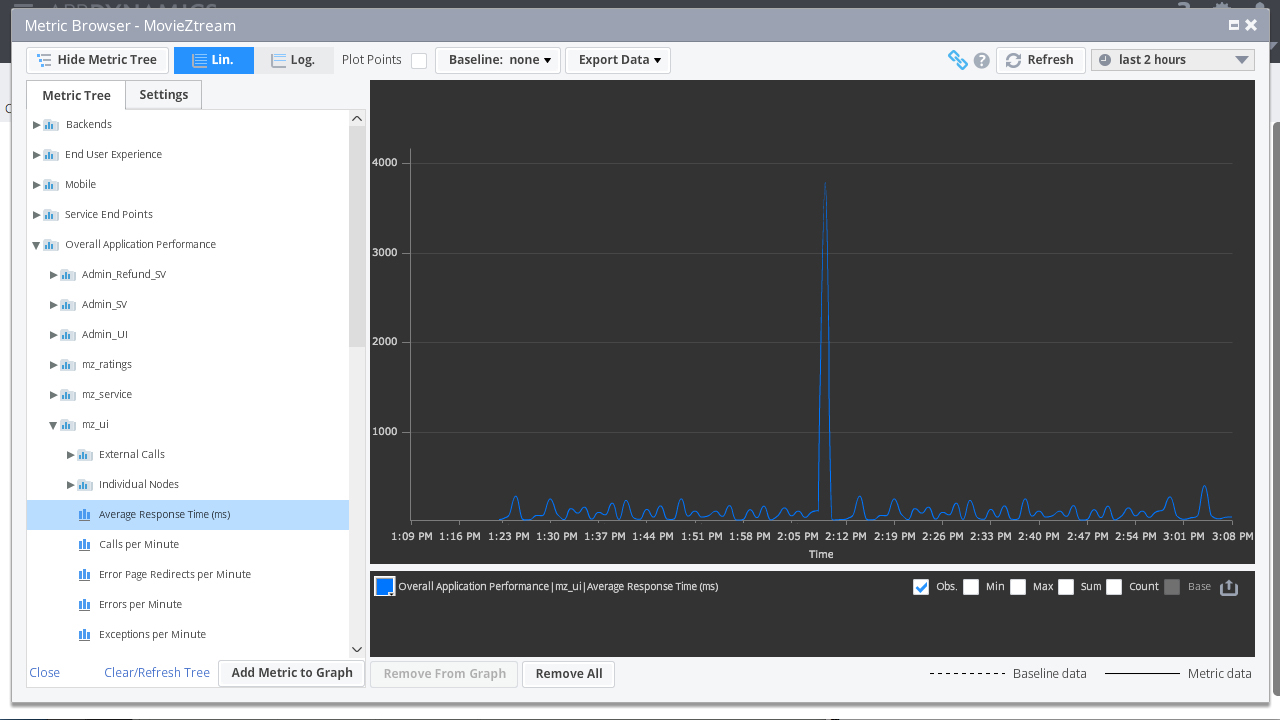 Metric Browser - MovieZtream
Hide Metric Tree
Lin.
Log.
Plot Points
Baseline: none
Export Data
Refresh
last 2 hours
Metric Tree
Settings
Backends
End User Experience
Mobile
Service End Points
Overall Application Performance
Admin_Refund_SV
Admin_SV
Admin_UI
mz_ratings
mz_service
mz_ui
External Calls
Individual Nodes
Average Response Time (ms)
Calls per Minute
Error Page Redirects per Minute
Errors per Minute
Exceptions per Minute
Close
Clear/Refresh Tree
Add Metric to Graph
4000
3000
2000
1000
1:09 PM 1:16 PM 1:23 PM 1:30 PM 1:37 PM 1:44 PM 1:51 PM 1:58 PM 2:05 PM 2:12 PM 2:19 PM 2:26 PM 2:33 PM 2:40 PM 2:47 PM 2:54 PM 3:01 PM 3:08 PM
Time
Overall Application Performance|mz_ui|Average Response Time (ms)
Obs. Min Max Sum Count Base
Remove From Graph
Remove All
Baseline data
Metric data